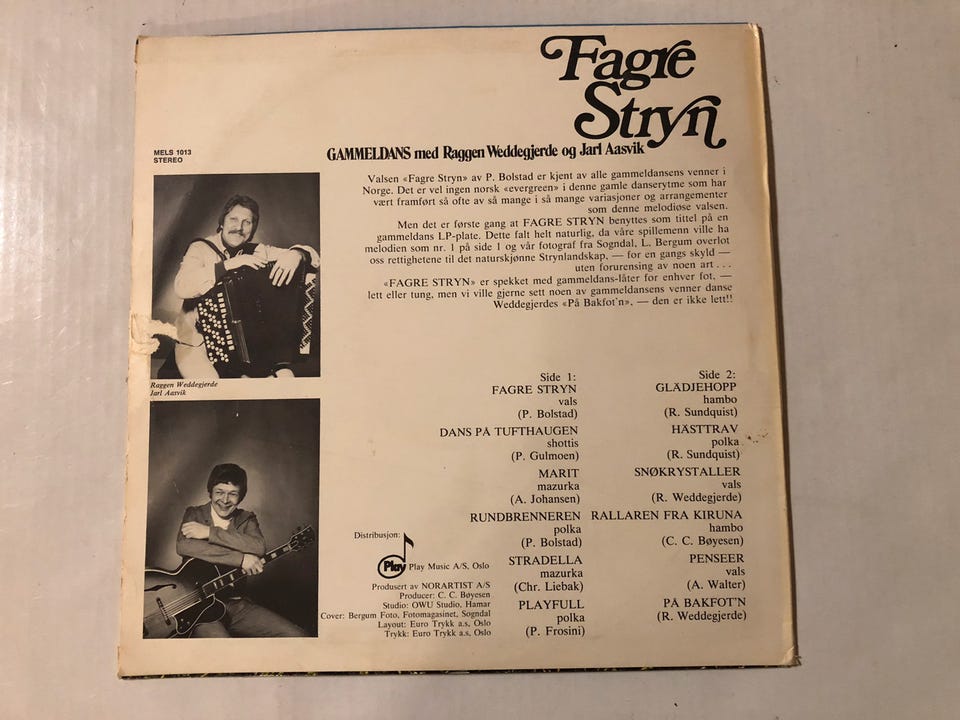 Fagre
Stryn
MELS 1013
STEREO
GAMMELDANS med Raggen Weddegjerde og Jarl Aasvik
Valsen «Fagre Stryn» av P. Bolstad er kjent av alle gammeldansens venner i
Norge. Det er vel ingen norsk «evergreen» i denne gamle danserytme som har
vært framført så ofte av så mange i så mange variasjoner og arrangementer
som denne melodiøse valsen.
Men det er første gang at FAGRE STRYN benyttes som tittel på en
gammeldans LP-plate. Dette falt helt naturlig, da våre spillemenn ville ha
melodien som nr. 1 på side 1 og vår fotograf fra Sogndal, L. Bergum overlot
oss rettighetene til det naturskjønne Strynlandskap, — for en gangs skyld —
uten forurensing av noen art . . .
«FAGRE STRYN» er spekket med gammeldans-låter for enhver fot, —
lett eller tung, men vi ville gjerne sett noen av gammeldansens venner danse
Weddegjerdes «På Bakfot'n», — den er ikke lett!!
Raggen Weddegjerde
Jarl Aasvik
Side 1:
FAGRE STRYN
vals
(P. Bolstad)
DANS PÅ TUFTHAUGEN
shottis
(P. Gulmoen)
MARIT
mazurka
(A. Johansen)
RUNDBRENNEREN
polka
(P. Bolstad)
STRADELLA
mazurka
(Chr. Liebak)
PLAYFULL
polka
(P. Frosini)
Side 2:
GLÄDJEHOPP
hambo
(R. Sundquist)
HÄSTTRAV
polka
(R. Sundquist)
SNØKRYSTALLER
vals
(R. Weddegjerde)
RALLAREN FRA KIRUNA
hambo
(C. C. Bøyesen)
PENSEER
vals
(A. Walter)
PÅ BAKFOT'N
(R. Weddegjerde)
Distribusjon:
Play
Play Music A/S, Oslo
Produsert av NORARTIST A/S
Producer: C. C. Bøyesen
Studio: OWU Studio, Hamar
Cover: Bergum Foto, Fotomagasinet, Sogndal
Layout: Euro Trykk a.s, Oslo
Trykk: Euro Trykk a.s, Oslo